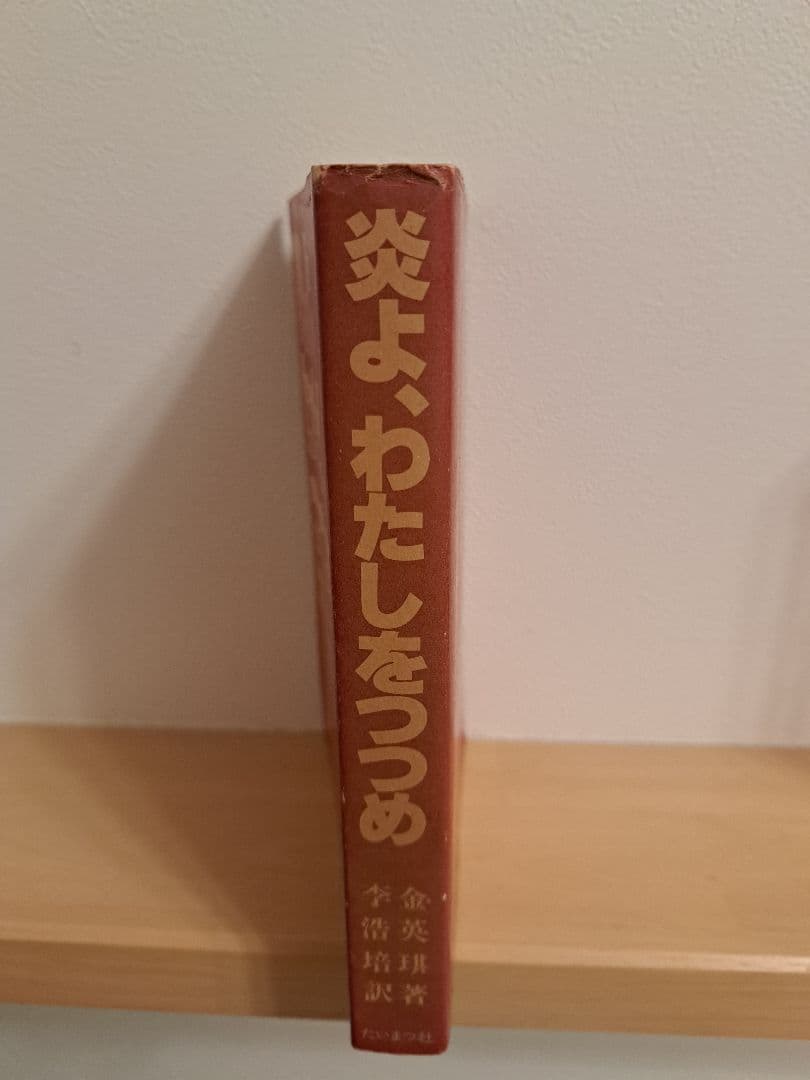 炎よ、わたしをつつめ
金英琪著
李浩培訳
たいまつ社